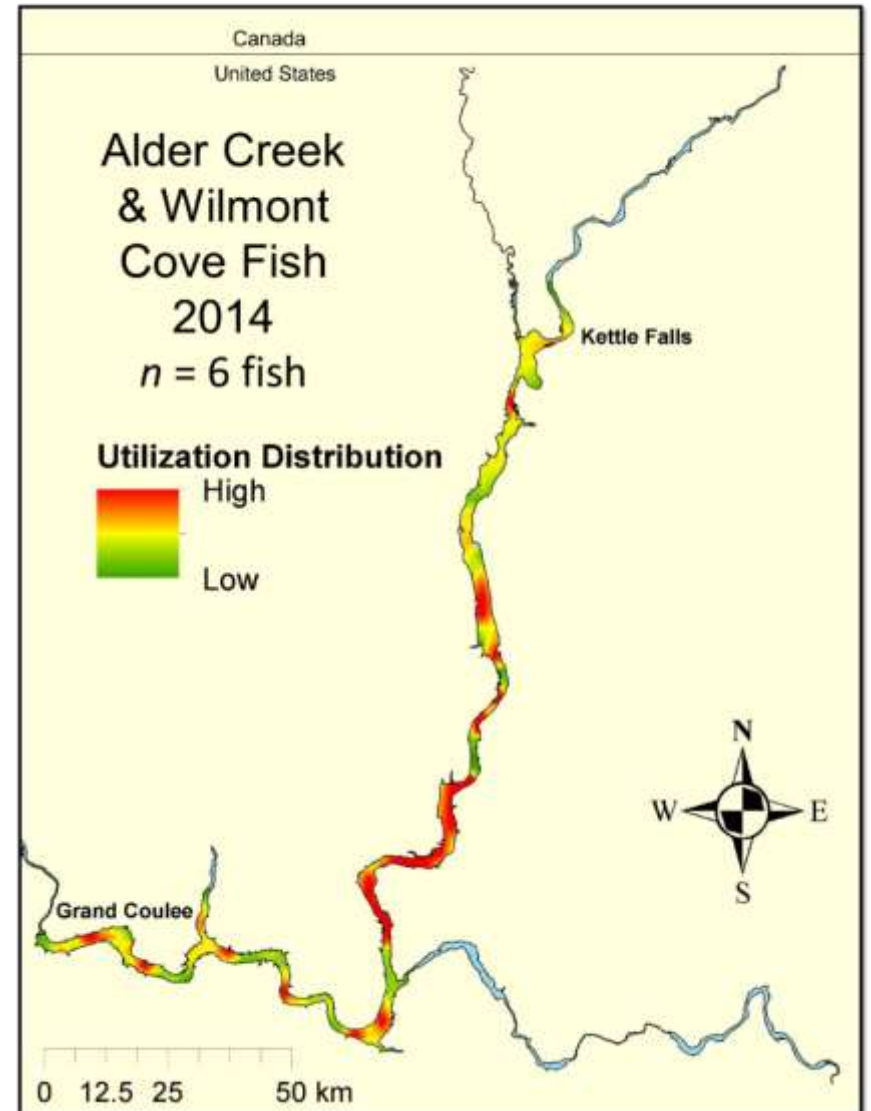 Canada
United States
Alder Creek
& Wilmont
Cove Fish
2014
n = 6 fish
Kettle Falls
Utilization Distribution
High
Low
N
W
E
S
Grand Coulee
0 12.5 25 50 km